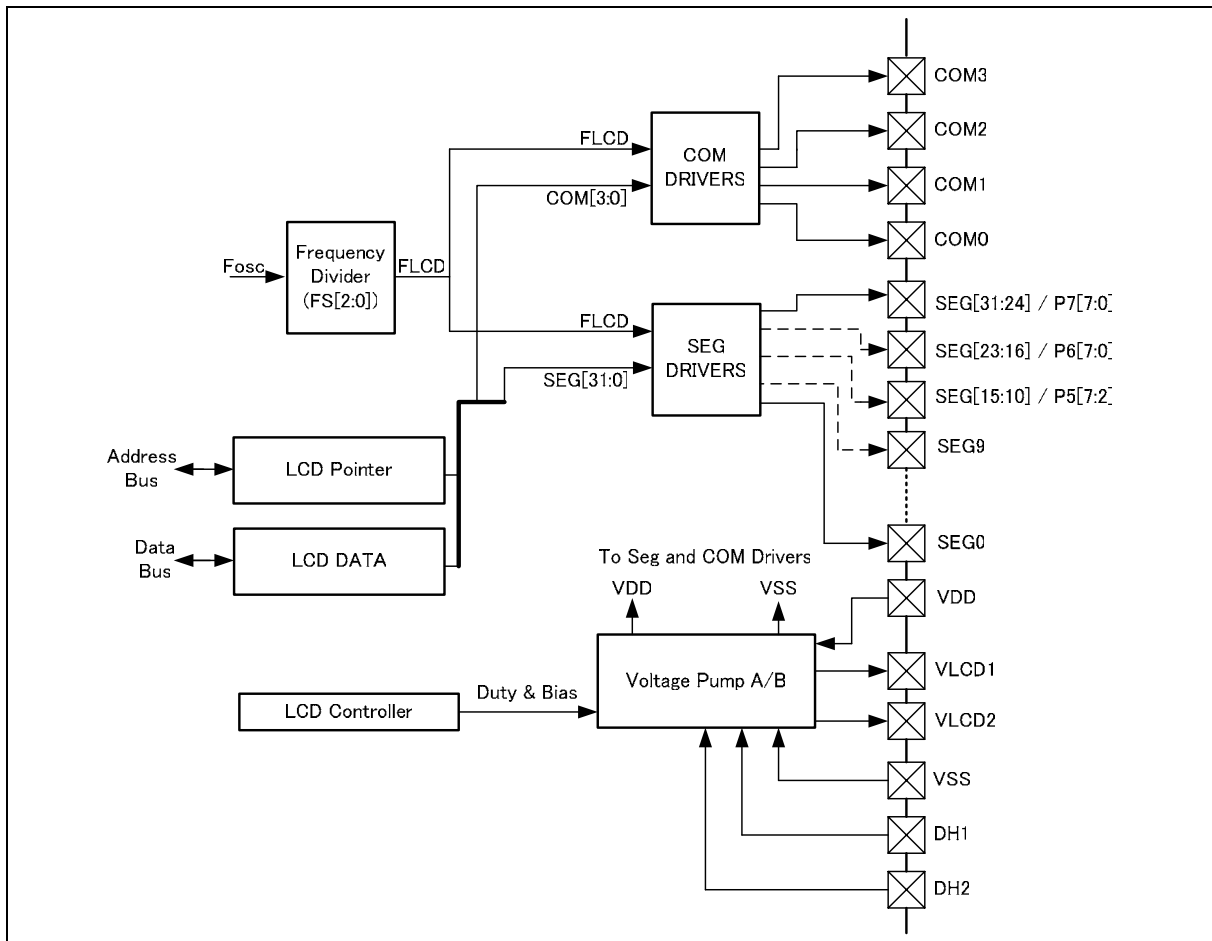 COM3
COM2
COM1
COM0
FLCD
COM[3:0]
COM
DRIVERS
Fosc
Frequency
Divider
(FS[2:0])
FLCD
FLCD
SEG[31:0]
SEG
DRIVERS
SEG[31:24] / P7[7:0]
SEG[23:16] / P6[7:0]
SEG[15:10] / P5[7:2]
SEG9
SEG0
Address
Bus
LCD Pointer
Data
Bus
LCD DATA
To Seg and COM Drivers
VDD
VSS
Voltage Pump A/B
LCD Controller
Duty & Bias
VDD
VLCD1
VLCD2
VSS
DH1
DH2